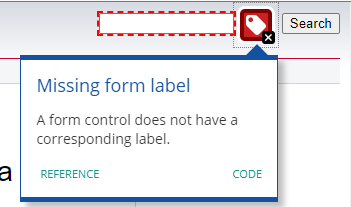 Search
Missing form label
A form control does not have a
corresponding label.
REFERENCE CODE
a